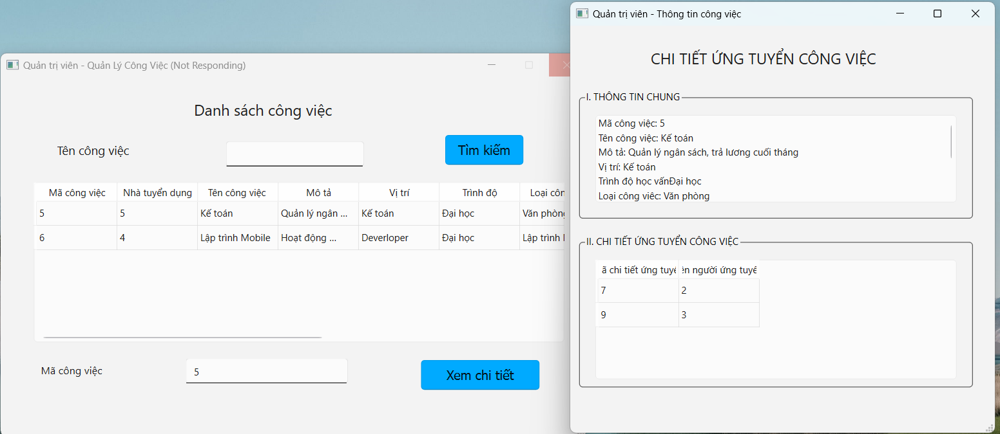 Quản trị viên - Quản Lý Công Việc (Not Responding)
Danh sách công việc
Tên công việc
Tìm kiếm
Mã công việc Nhà tuyển dụng Tên công việc Mô tả Vị trí Trình độ Loại côn
5 5 Kế toán Quản lý ngân ... Kế toán Đại học Văn phòng
6 4 Lập trình Mobile Hoạt động ... Deverloper Đại học Lập trình
Mã công việc
5
Xem chi tiết
Quản trị viên - Thông tin công việc
CHI TIẾT ỨNG TUYỂN CÔNG VIỆC
I. THÔNG TIN CHUNG
Mã công việc: 5
Tên công việc: Kế toán
Mô tả: Quản lý ngân sách, trả lương cuối tháng
Vị trí: Kế toán
Trình độ học vấnĐại học
Loại công việc: Văn phòng
II. CHI TIẾT ỨNG TUYỂN CÔNG VIỆC
ã chi tiết ứng tuyể ên người ứng tuyể
7 2
9 3